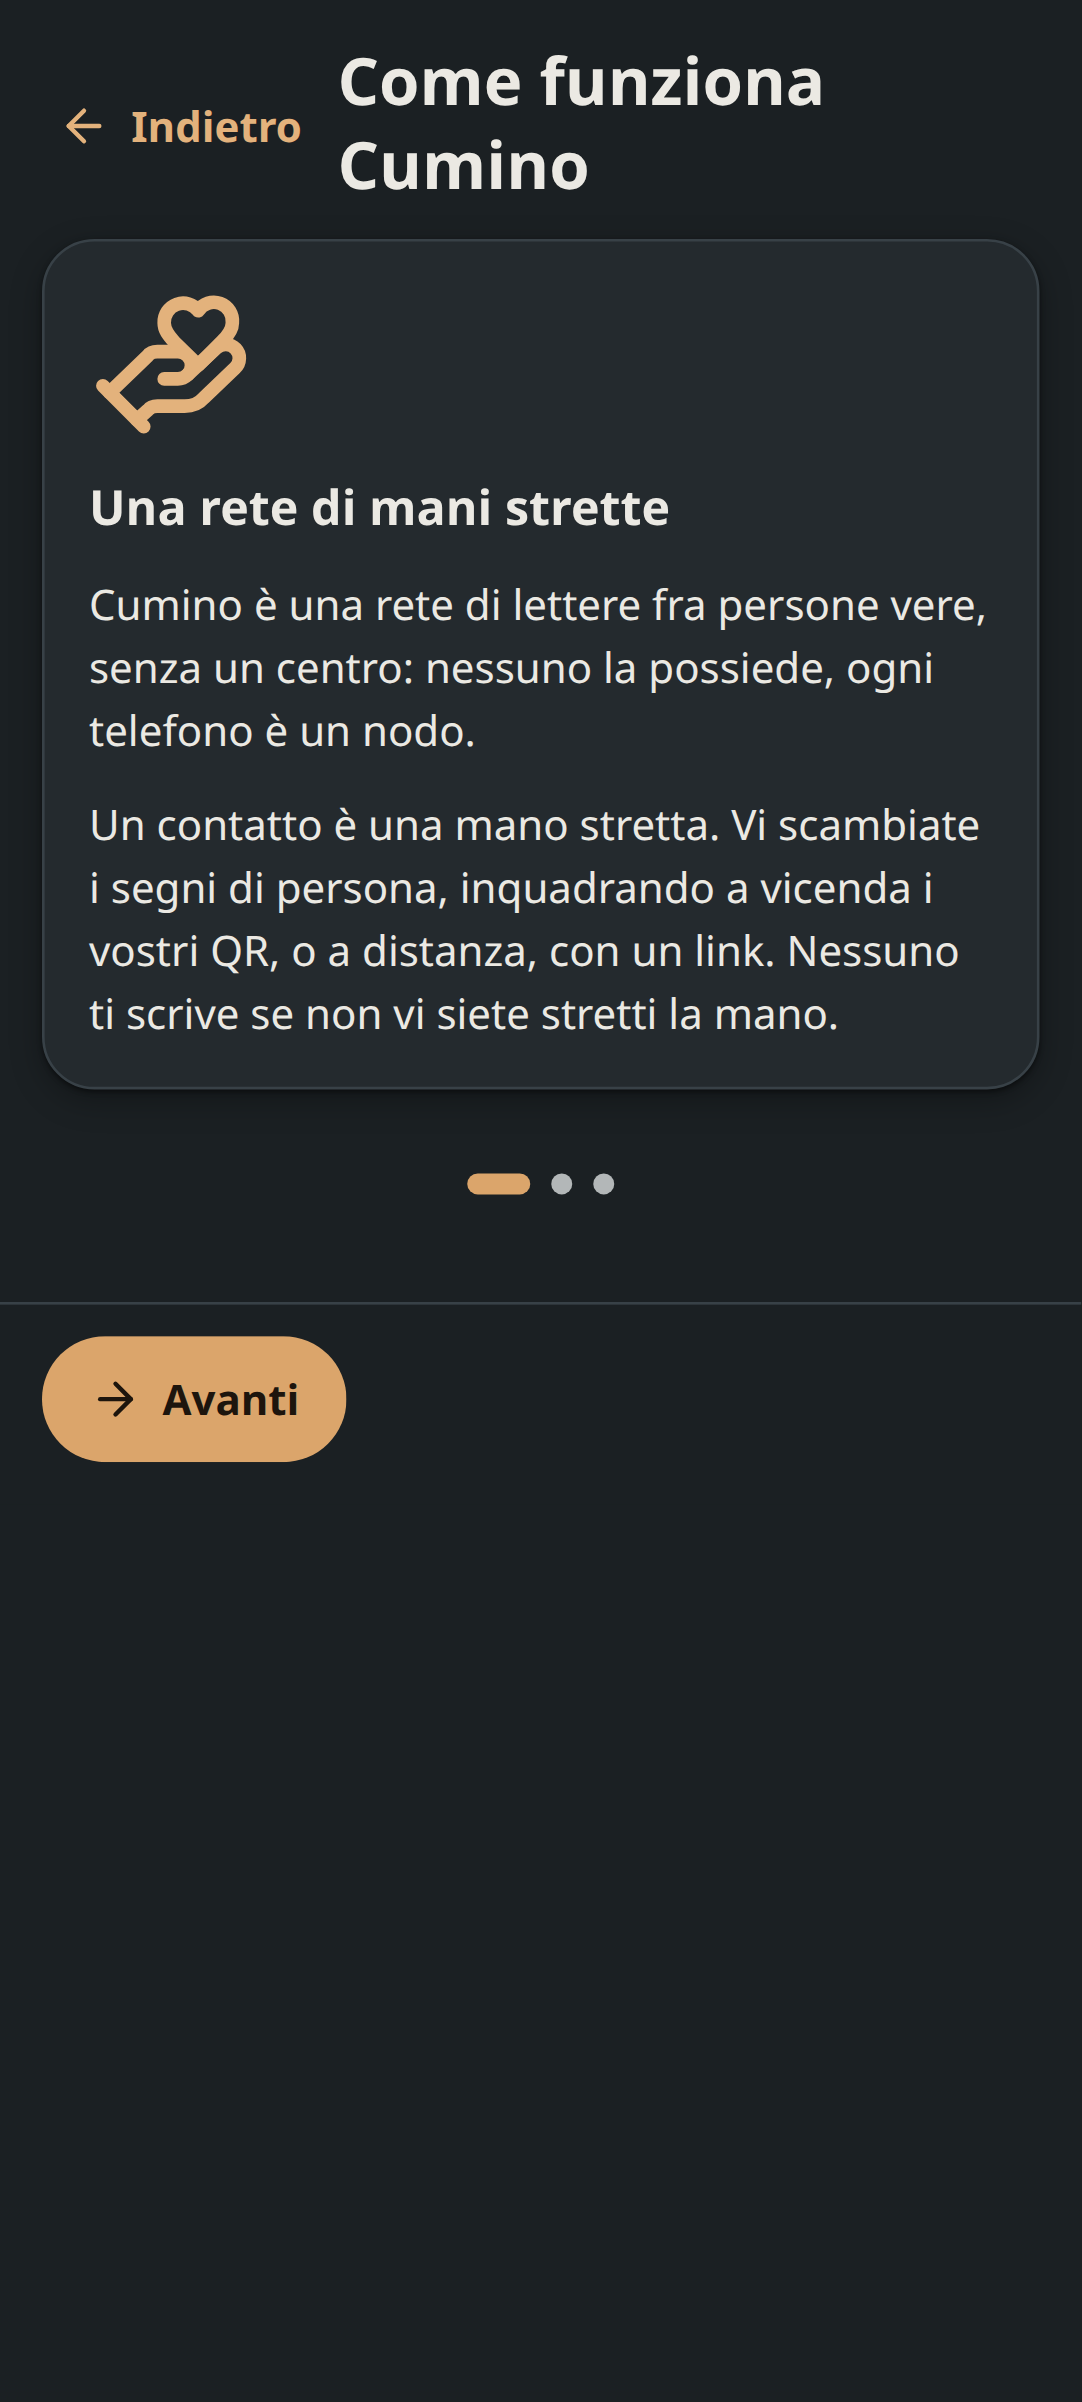 Indietro
Come funziona
Cumino
Una rete di mani strette
Cumino è una rete di lettere fra persone vere,
senza un centro: nessuno la possiede, ogni
telefono è un nodo.
Un contatto è una mano stretta. Vi scambiate
i segni di persona, inquadrando a vicenda i
vostri QR, o a distanza, con un link. Nessuno
ti scrive se non vi siete stretti la mano.
Avanti